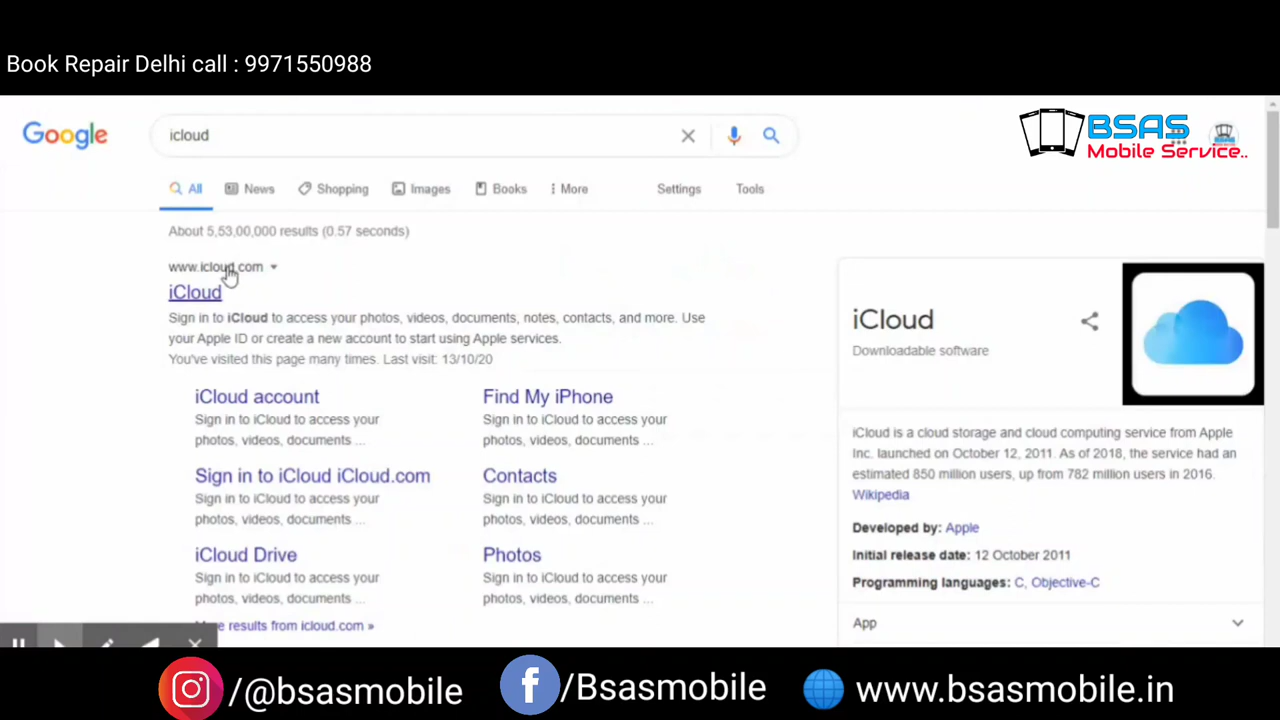 Book Repair Delhi call : 9971550988
Google
icloud
BSAS
Mobile Service..
All
News
Shopping
Images
Books
More
Settings
Tools
About 5,53,00,000 results (0.57 seconds)
www.icloud.com
iCloud
Sign in to iCloud to access your photos, videos, documents, notes, contacts, and more. Use
your Apple ID or create a new account to start using Apple services.
You've visited this page many times. Last visit: 13/10/20
iCloud account
Sign in to iCloud to access your
photos, videos, documents ...
Find My iPhone
Sign in to iCloud to access your
photos, videos, documents ...
Sign in to iCloud iCloud.com
Sign in to iCloud to access your
photos, videos, documents ...
Contacts
Sign in to iCloud to access your
photos, videos, documents ...
iCloud Drive
Sign in to iCloud to access your
photos, videos, documents ...
Photos
Sign in to iCloud to access your
photos, videos, documents ...
results from icloud.com »
iCloud
Downloadable software
iCloud is a cloud storage and cloud computing service from Apple
Inc. launched on October 12, 2011. As of 2018, the service had an
estimated 850 million users, up from 782 million users in 2016.
Wikipedia
Developed by: Apple
Initial release date: 12 October 2011
Programming languages: C, Objective-C
App
/@bsasmobile
/Bsasmobile
www.bsasmobile.in